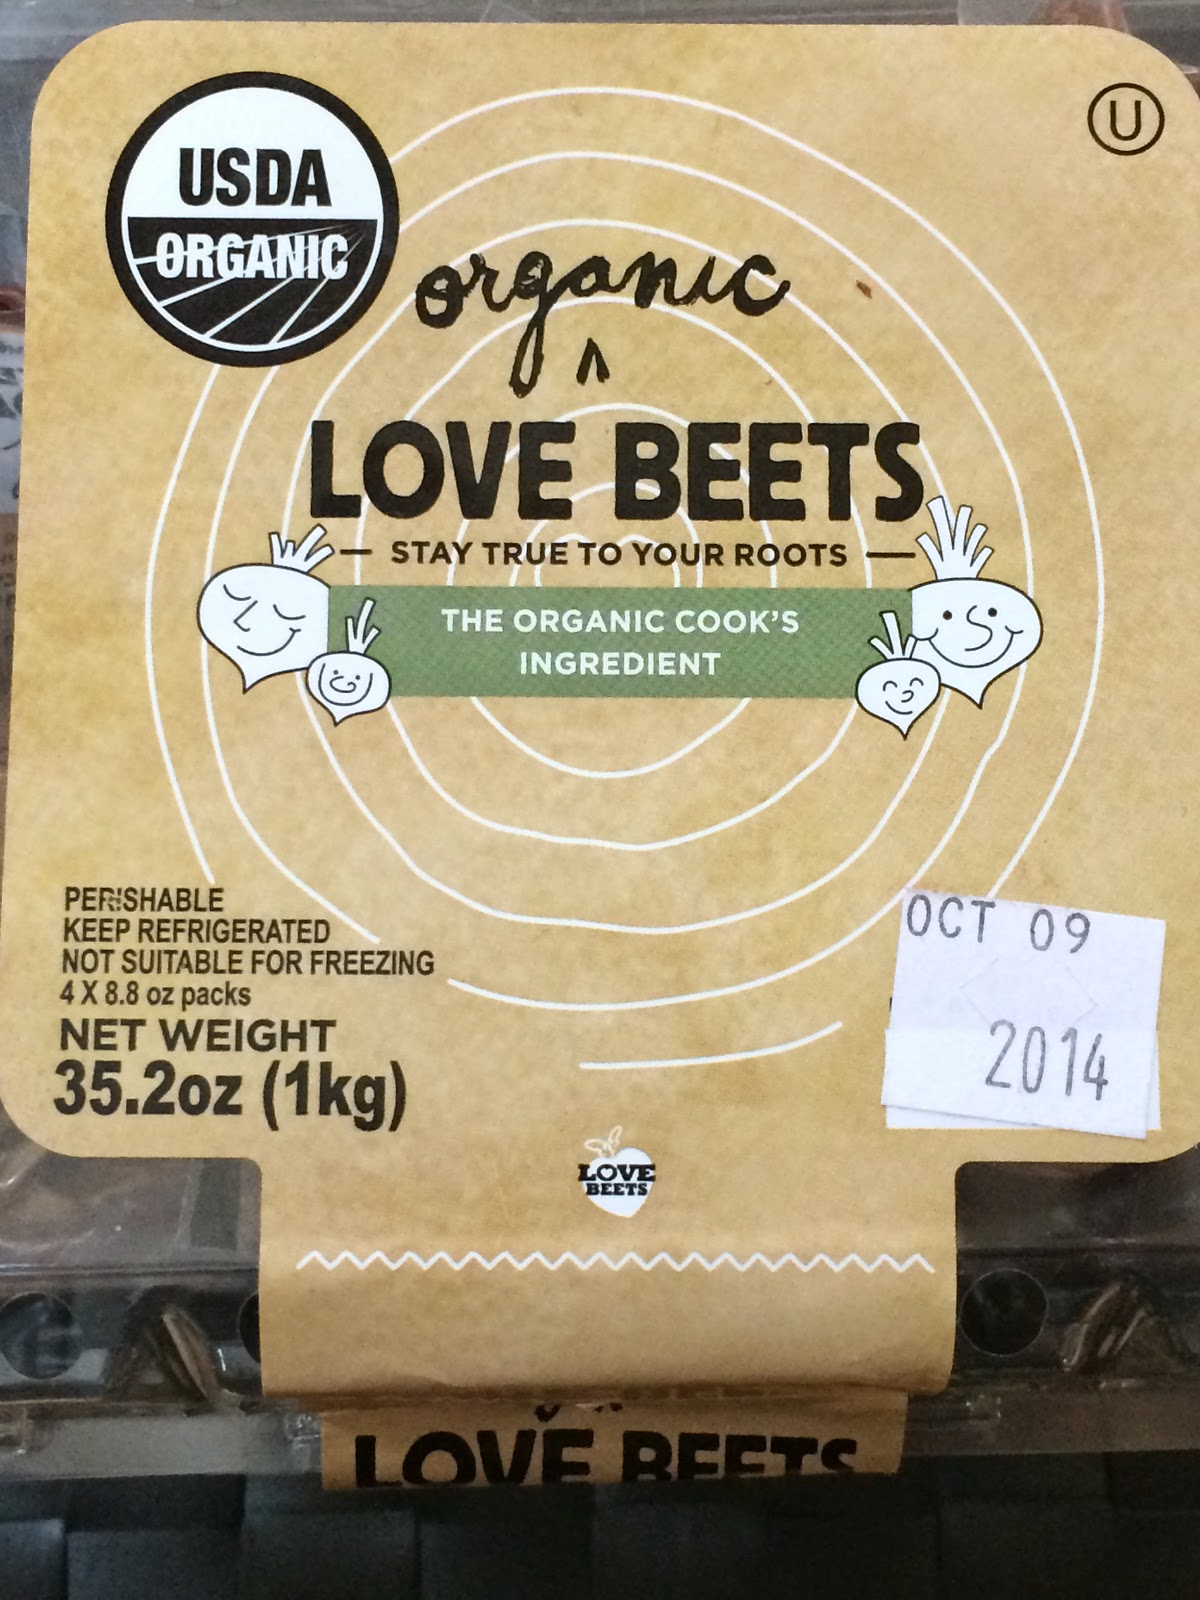 USDA
ORGANIC
U
organic
^
LOVE BEETS
— STAY TRUE TO YOUR ROOTS —
THE ORGANIC COOK'S
INGREDIENT
PERISHABLE
KEEP REFRIGERATED
NOT SUITABLE FOR FREEZING
4 X 8.8 oz packs
NET WEIGHT
35.2oz (1kg)
OCT 09
2014
LOVE
BEETS
LOVE BEETS